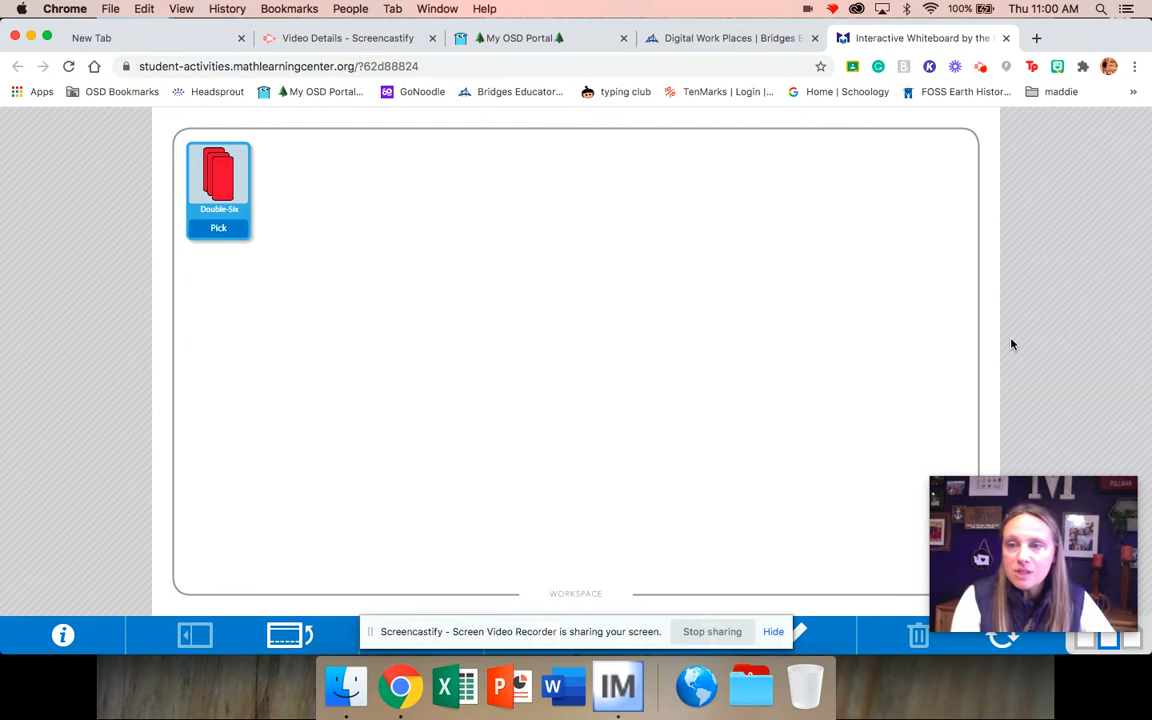 Chrome File Edit View History Bookmarks People Tab Window Help 100% Thu 11:00 AM
New Tab Video Details - Screencastify My OSD Portal Digital Work Places | Bridges E Interactive Whiteboard by the
student-activities.mathlearningcenter.org/?62d88824
Apps OSD Bookmarks Headsprout My OSD Portal... GoNoodle Bridges Educator... typing club TenMarks | Login |... Home | Schoology FOSS Earth Histor... maddie
Double-Six
Pick
WORKSPACE
Screencastify - Screen Video Recorder is sharing your screen. Stop sharing Hide
IM